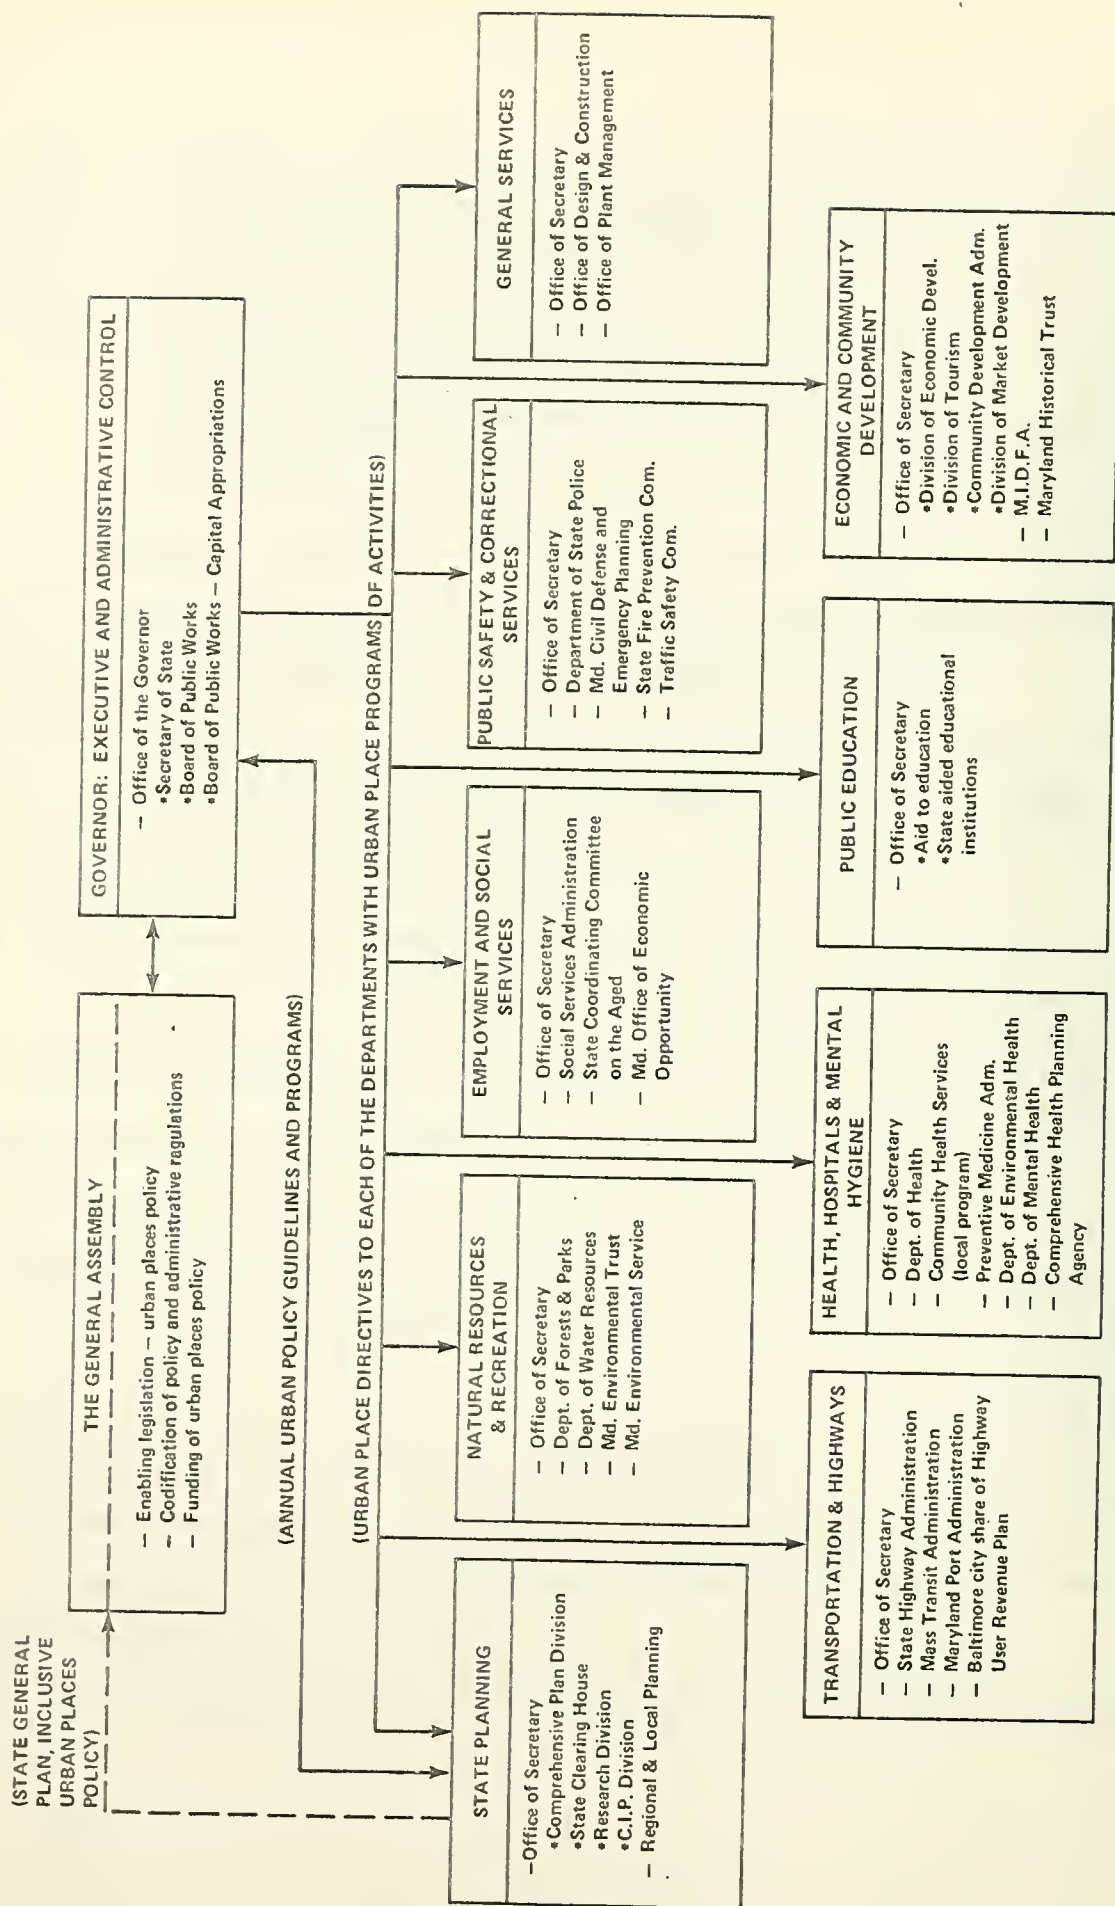 (STATE GENERAL
PLAN, INCLUSIVE
URBAN PLACES
POLICY)
THE GENERAL ASSEMBLY
— Enabling legislation — urban places policy
— Codification of policy and administrative ragulations
— Funding of urban places policy
GOVERNOR: EXECUTIVE AND ADMINISTRATIVE CONTROL
— Office of the Governor
*Secretary of State
*Board of Public Works
*Board of Public Works — Capital Appropriations
(ANNUAL URBAN POLICY GUIDELINES AND PROGRAMS)
(URBAN PLACE DIRECTIVES TO EACH OF THE DEPARTMENTS WITH URBAN PLACE PROGRAMS OF ACTIVITIES)
STATE PLANNING
—Office of Secretary
*Comprehensive Plan Division
*State Clearing House
*Research Division
*C.I.P. Division
— Regional & Local Planning
NATURAL RESOURCES
& RECREATION
— Office of Secretary
— Dept. of Forests & Parks
— Dept. of Water Resources
— Md. Environmental Trust
— Md. Environmental Service
EMPLOYMENT AND SOCIAL
SERVICES
— Office of Secretary
— Social Services Administration
— State Coordinating Committee
on the Aged
— Md. Office of Economic
Opportunity
PUBLIC SAFETY & CORRECTIONAL
SERVICES
— Office of Secretary
— Department of State Police
— Md. Civil Defense and
Emergency Planning
— State Fire Prevention Com.
— Traffic Safety Com.
GENERAL SERVICES
— Office of Secretary
— Office of Design & Construction
— Office of Plant Management
TRANSPORTATION & HIGHWAYS
— Office of Secretary
— State Highway Administration
— Mass Transit Administration
— Maryland Port Administration
— Baltimore city share of Highway
User Revenue Plan
HEALTH, HOSPITALS & MENTAL
HYGIENE
— Office of Secretary
— Dept. of Health
— Community Health Services
(local program)
— Preventive Medicine Adm.
— Dept. of Environmental Health
— Dept. of Mental Health
— Comprehensive Health Planning
Agency
PUBLIC EDUCATION
— Office of Secretary
*Aid to education
*State aided educational
institutions
ECONOMIC AND COMMUNITY
DEVELOPMENT
— Office of Secretary
*Division of Economic Devel.
*Division of Tourism
*Community Development Adm.
*Division of Market Development
— M.I.D.F.A.
— Maryland Historical Trust